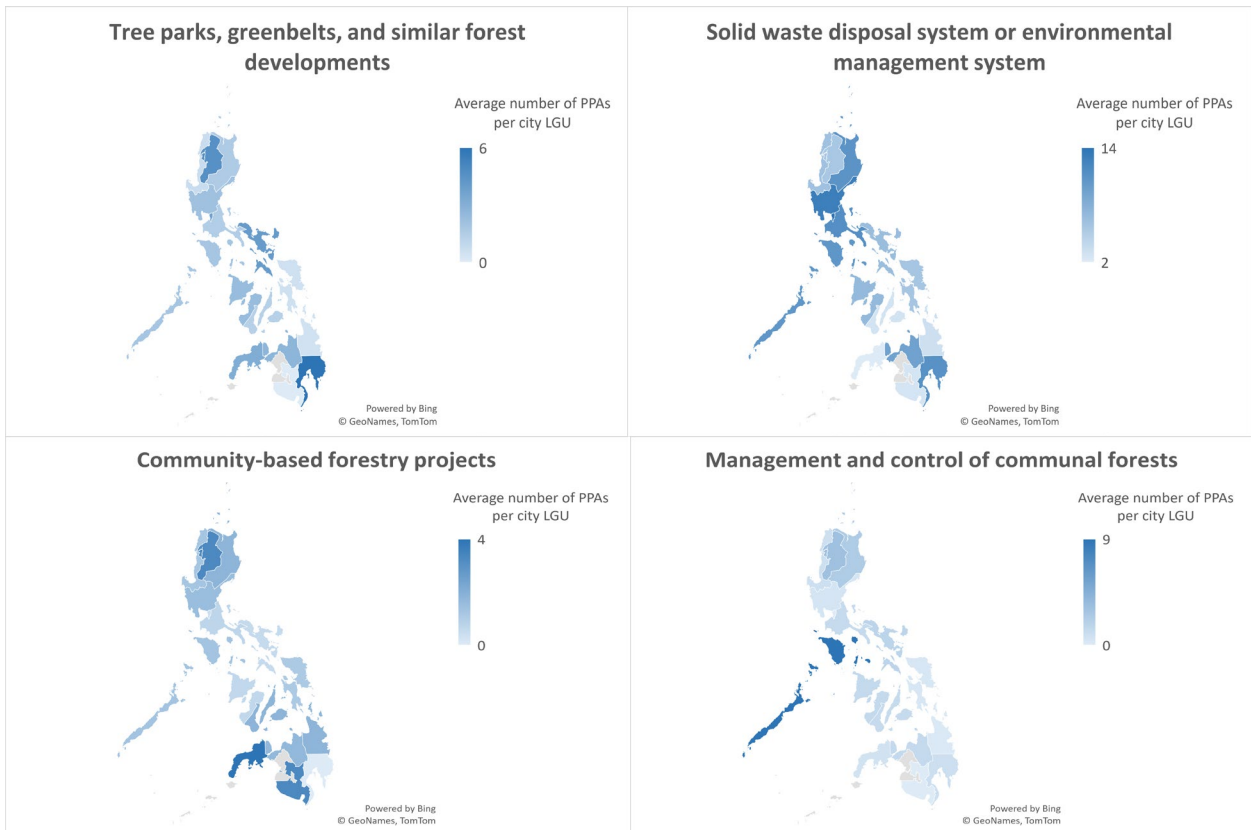 Tree parks, greenbelts, and similar forest
developments
Average number of PPAs
per city LGU
6
0
Powered by Bing
© GeoNames, TomTom
Solid waste disposal system or environmental
management system
Average number of PPAs
per city LGU
14
2
Powered by Bing
© GeoNames, TomTom
Community-based forestry projects
Average number of PPAs
per city LGU
4
0
Powered by Bing
© GeoNames, TomTom
Management and control of communal forests
Average number of PPAs
per city LGU
9
0
Powered by Bing
© GeoNames, TomTom